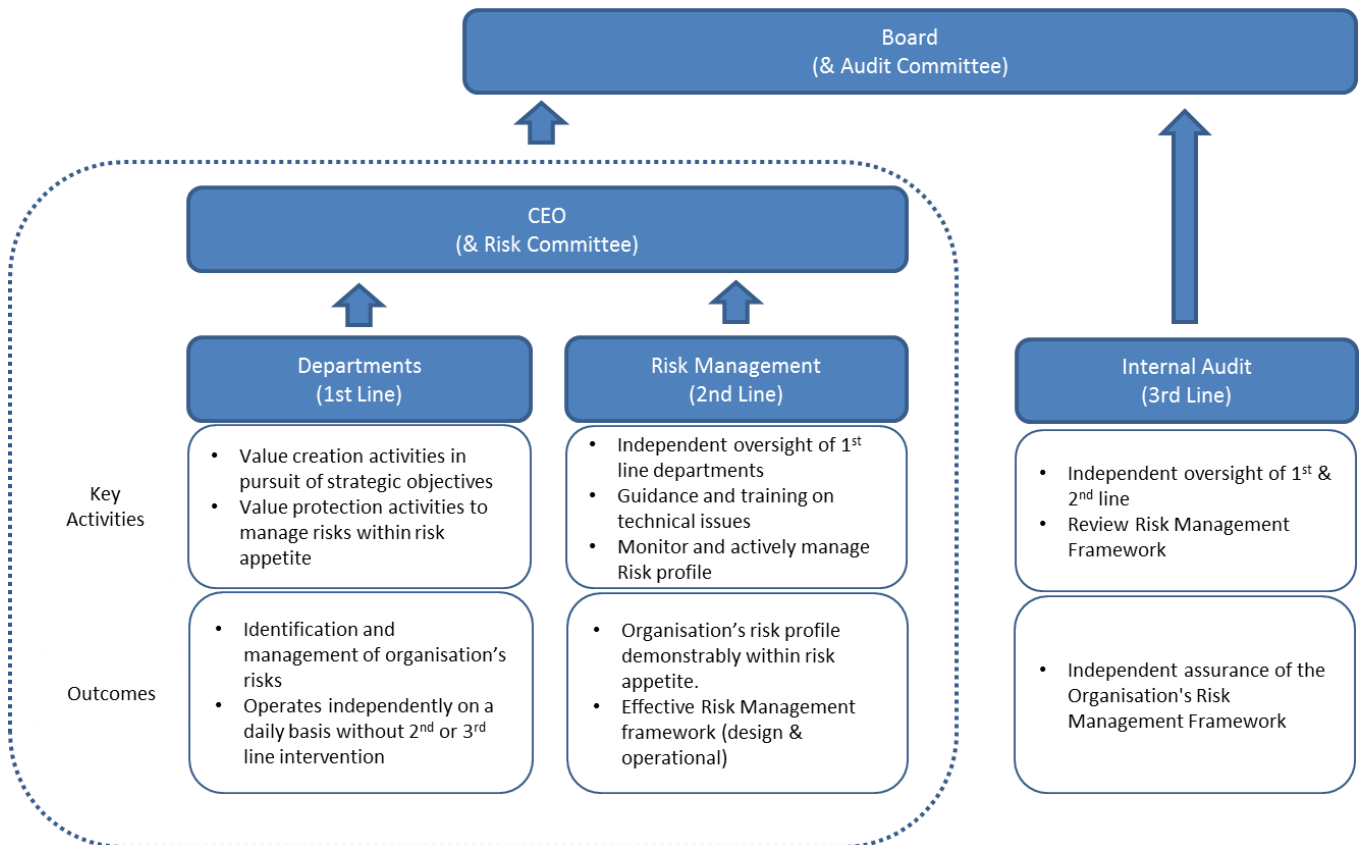 Board
(& Audit Committee)
CEO
(& Risk Committee)
Departments
(1st Line)
Risk Management
(2nd Line)
Internal Audit
(3rd Line)
Key
Activities
• Value creation activities in
pursuit of strategic objectives
• Value protection activities to
manage risks within risk
appetite
• Independent oversight of 1st
line departments
• Guidance and training on
technical issues
• Monitor and actively manage
Risk profile
• Independent oversight of 1st &
2nd line
• Review Risk Management
Framework
Outcomes
• Identification and
management of organisation’s
risks
• Operates independently on a
daily basis without 2nd or 3rd
line intervention
• Organisation’s risk profile
demonstrably within risk
appetite.
• Effective Risk Management
framework (design &
operational)
• Independent assurance of the
Organisation's Risk
Management Framework